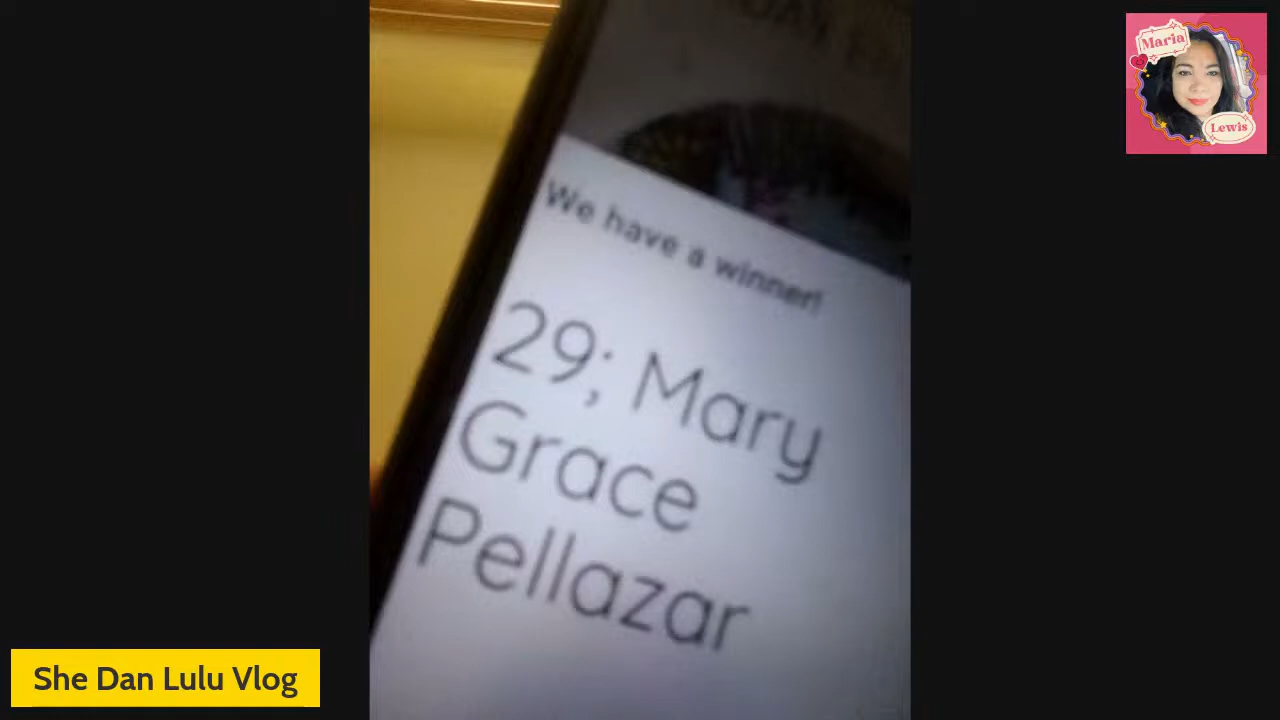 Maria
Lewis
We have a winner!
29; Mary
Grace
Pellazar
She Dan Lulu Vlog